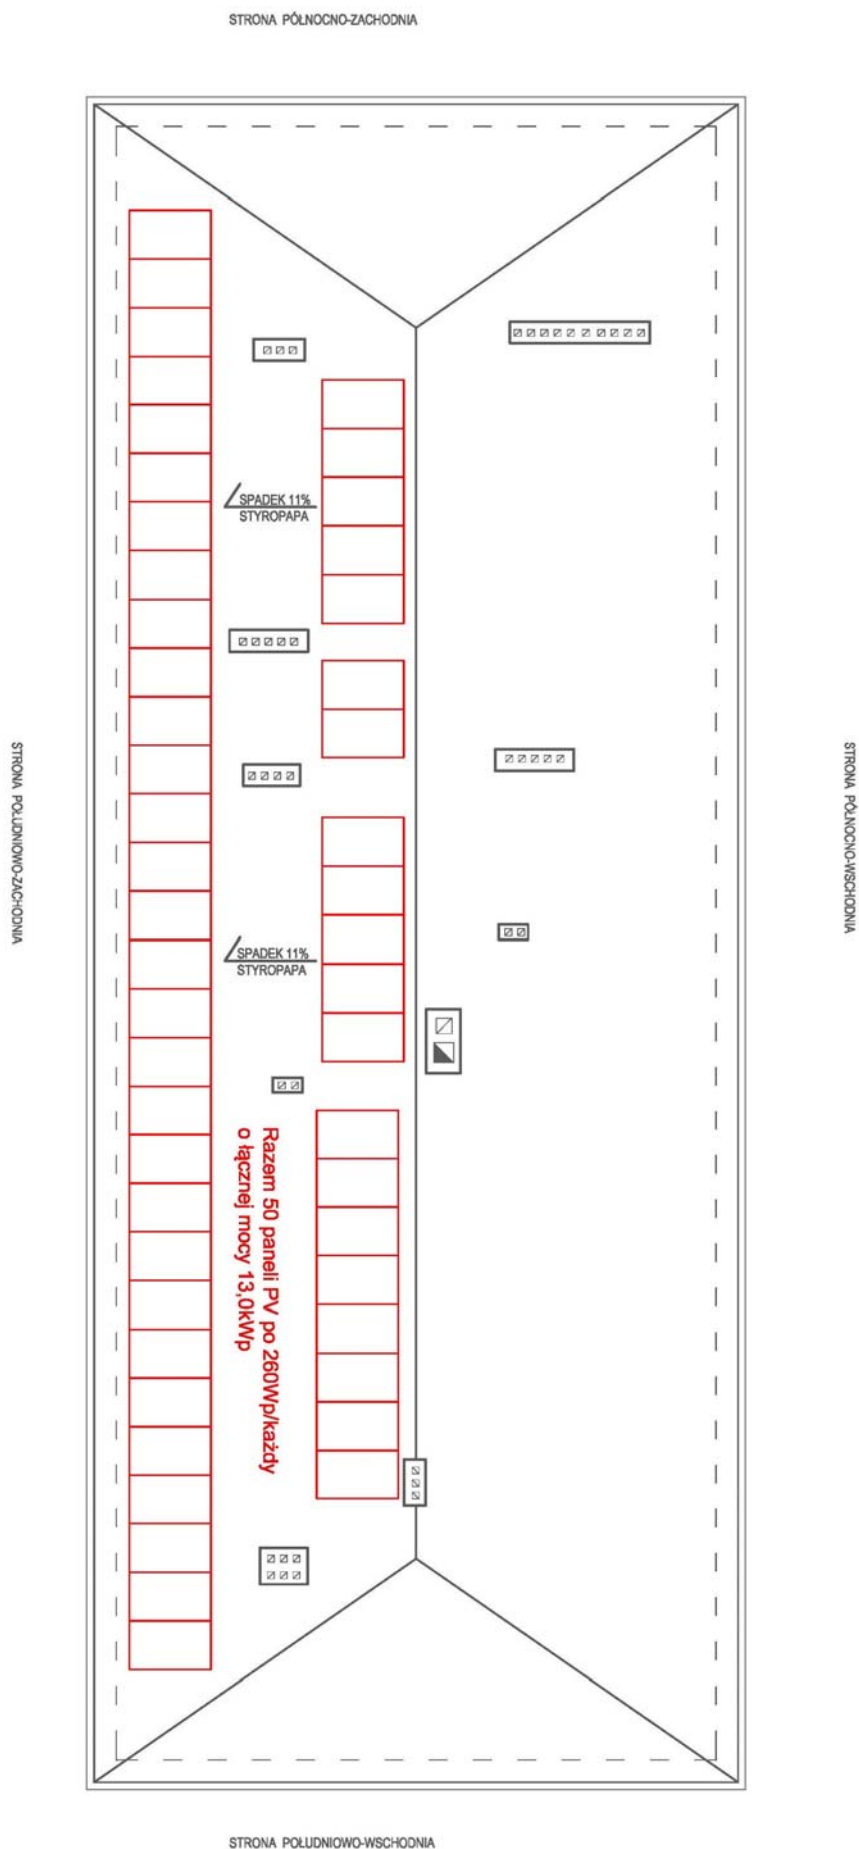 STRONA PÓŁNOCNO-ZACHODNIA
SPADEK 11%
STYROPAPA
STRONA POŁUDNIOWO-ZACHODNIA
STRONA PÓŁNOCNO-WSCHODNIA
SPADEK 11%
STYROPAPA
Razem 50 paneli PV po 260Wp/każdy
o łącznej mocy 13,0kWp
STRONA POŁUDNIOWO-WSCHODNIA